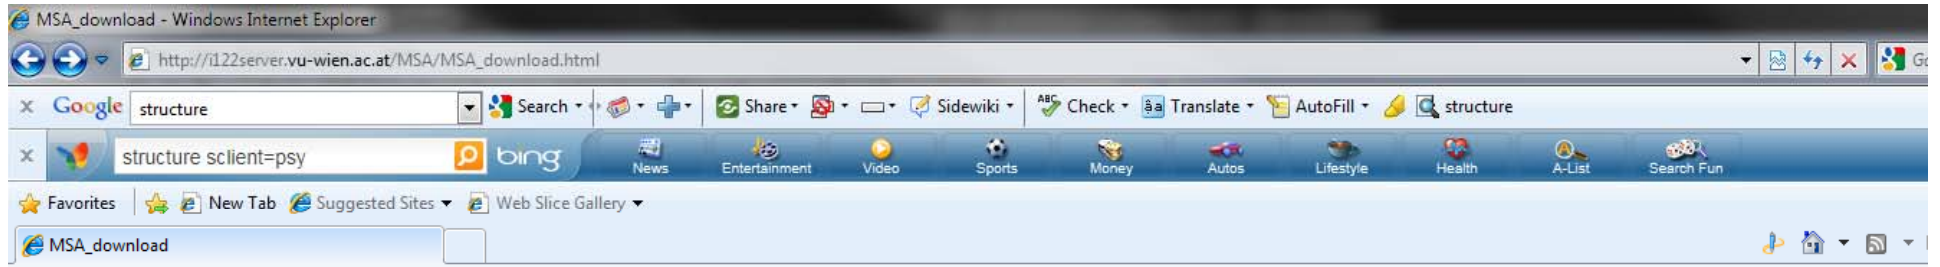 MSA_download - Windows Internet Explorer
http://i122server.vu-wien.ac.at/MSA/MSA_download.html
x Google structure Search Share Sidewiki ABC Check āa Translate AutoFill structure
x structure sclient=psy bing News Entertainment Video Sports Money Autos Lifestyle Health A-List Search Fun
Favorites New Tab Suggested Sites Web Slice Gallery
MSA_download